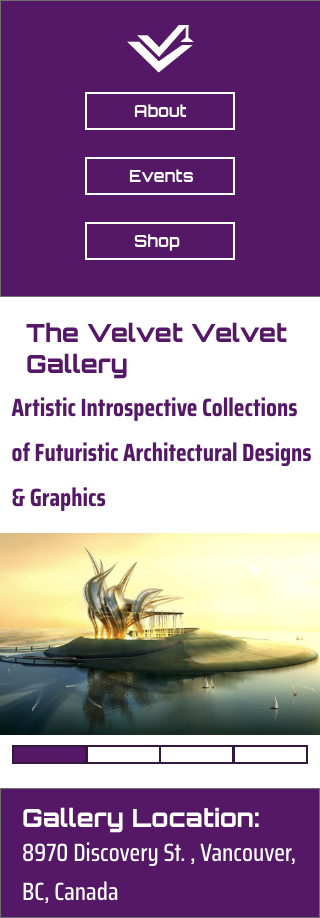 About
Events
Shop
The Velvet Velvet
Gallery
Artistic Introspective Collections
of Futuristic Architectural Designs
& Graphics
Gallery Location:
8970 Discovery St. , Vancouver,
BC, Canada